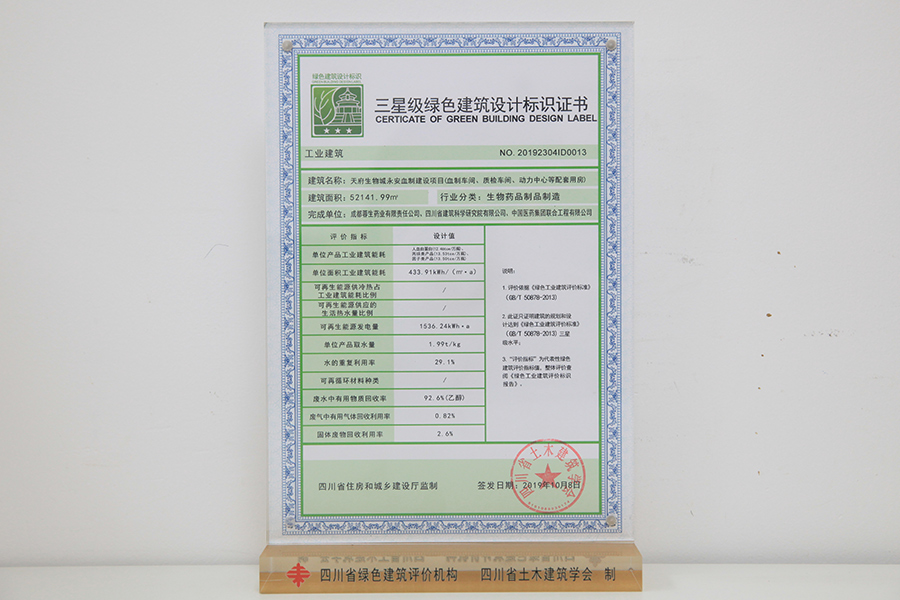 绿色建筑设计标识
三星级绿色建筑设计标识证书
CERTICATE OF GREEN BUILDING DESIGN LABEL
工业建筑 NO. 20192304ID0013
建筑名称：天府生物城永安血制建设项目(血制车间、质检车间、动力中心等配套用房)
建筑面积：52141.99㎡ 行业分类：生物药品制品制造
完成单位：成都蓉生药业有限责任公司、四川省建筑科学研究院有限公司、中国医药集团联合工程有限公司
评价指标 设计值
单位产品工业建筑能耗
单位面积工业建筑能耗 433.91kWh/（㎡·a）
可再生能源供冷热占
工业建筑能耗比例 /
可再生能源供应的
生活热水量比例 /
可再生能源发电量 1536.24kWh·a
单位产品取水量 1.99t/kg
水的重复利用率 29.1%
可再循环材料种类 /
废水中有用物质回收率 92.6%(乙醇)
废气中有用气体回收利用率 0.82%
固体废物回收利用率 2.6%
说明：
1.评价依据《绿色工业建筑评价标准》
（GB/T 50878-2013）
2.此证只证明建筑的规划和设
计达到《绿色工业建筑评价标准》
（GB/T 50878-2013）三星
级水平；
3.“评价指标”为代表性绿色
建筑评价指标值，整体评价查
阅《绿色工业建筑评价标识
报告》。
四川省住房和城乡建设厅监制 签发日期：2019年10月8日
四川省土木建筑学会
四川省绿色建筑评价机构 四川省土木建筑学会 制